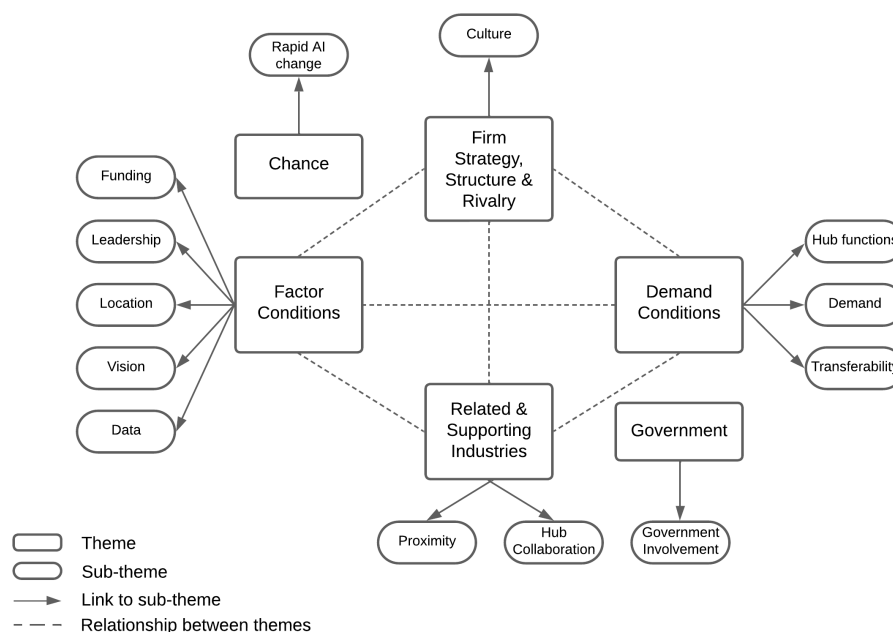 Culture
Rapid AI
change
Firm
Strategy,
Structure &
Rivalry
Chance
Funding
Leadership
Location
Vision
Data
Factor
Conditions
Demand
Conditions
Hub functions
Demand
Transferability
Related &
Supporting
Industries
Government
Proximity
Hub
Collaboration
Government
Involvement
Theme
Sub-theme
Link to sub-theme
Relationship between themes